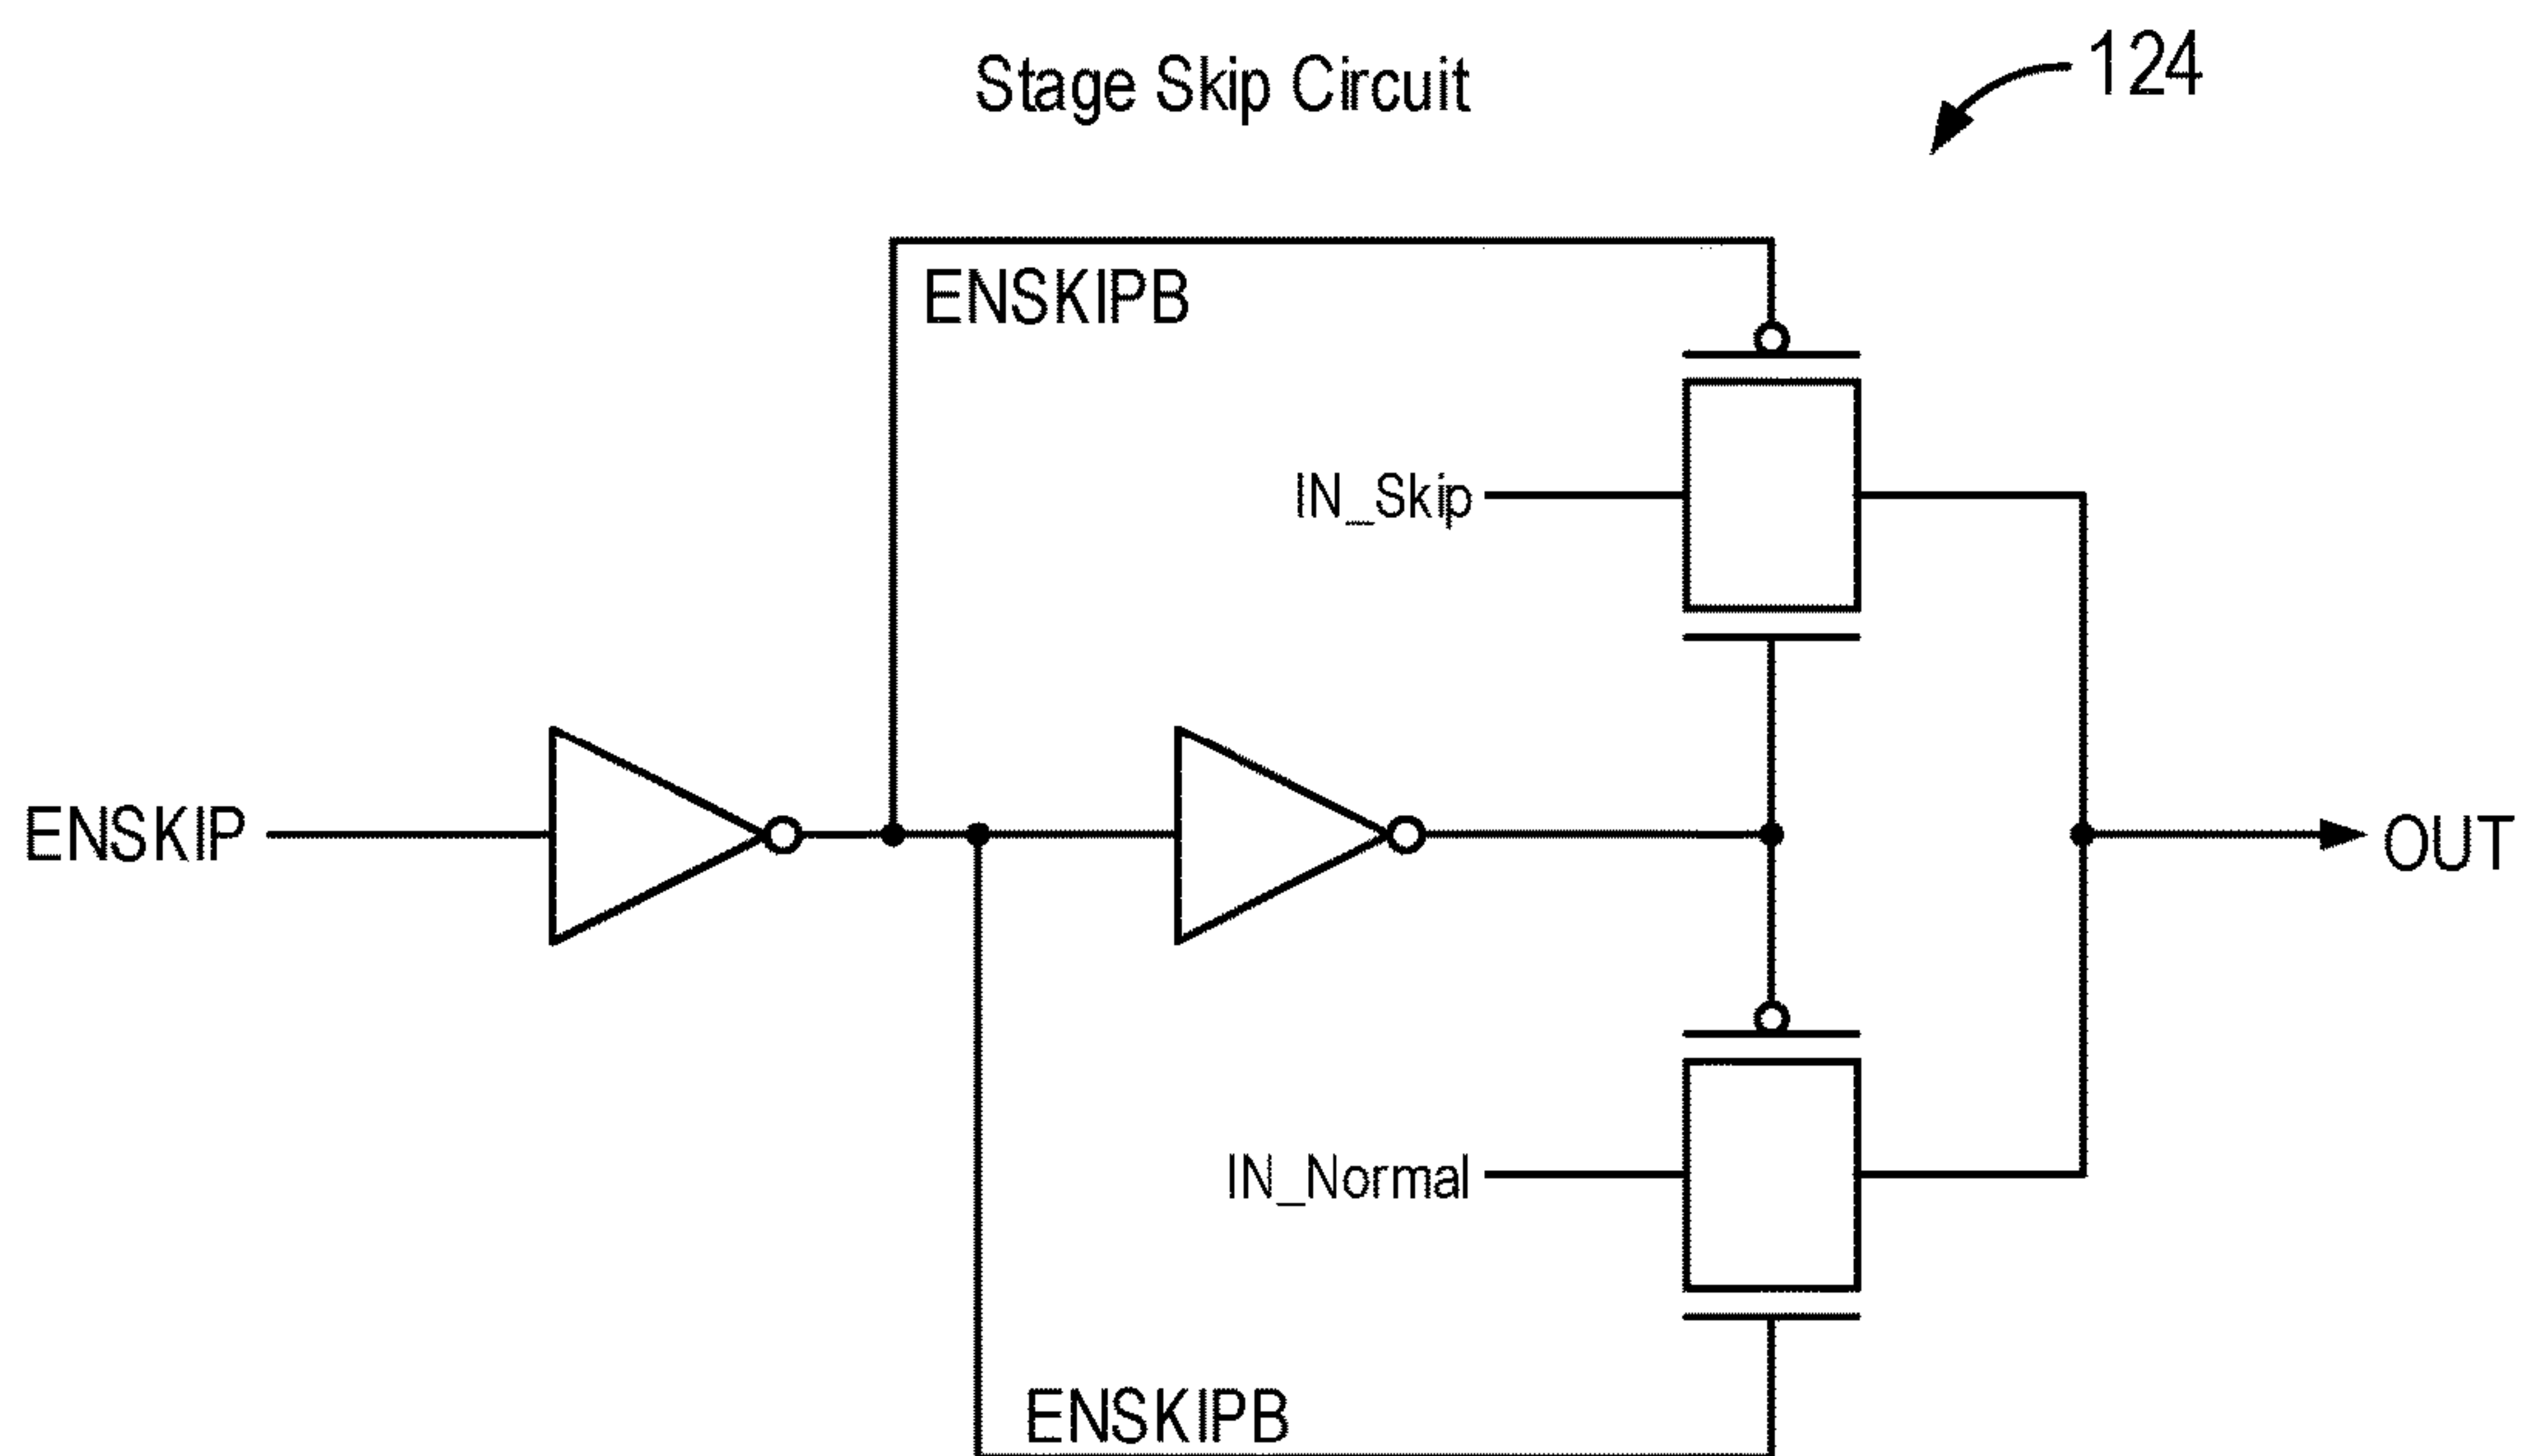 Stage Skip Circuit
124
ENSKIPB
IN_Skip
ENSKIP
OUT
IN_Normal
ENSKIPB